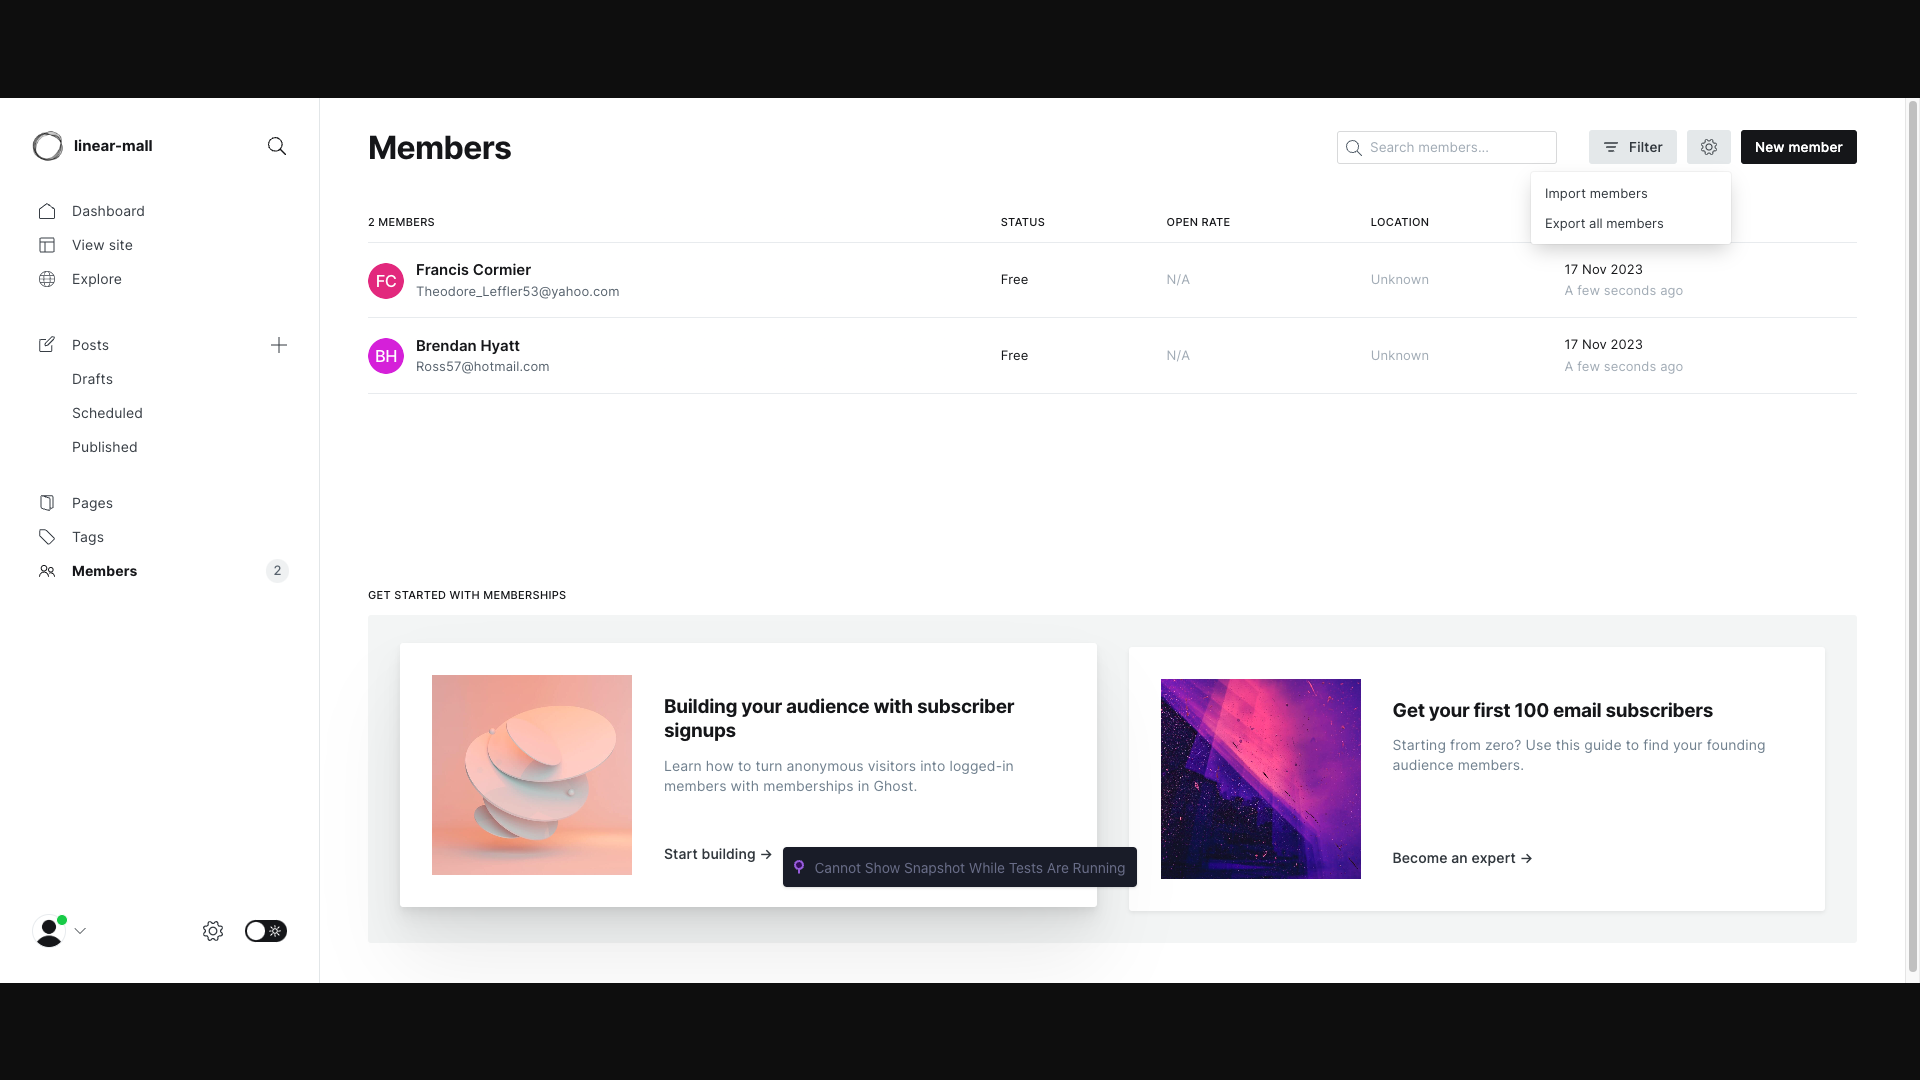 linear-mall
Dashboard
View site
Explore
Posts
Drafts
Scheduled
Published
Pages
Tags
Members
2
Members
Search members...
Filter
New member
Import members
Export all members
2 MEMBERS STATUS OPEN RATE LOCATION
FC Francis Cormier
Theodore_Leffler53@yahoo.com
Free N/A Unknown
17 Nov 2023
A few seconds ago
BH Brendan Hyatt
Ross57@hotmail.com
Free N/A Unknown
17 Nov 2023
A few seconds ago
GET STARTED WITH MEMBERSHIPS
Building your audience with subscriber
signups
Learn how to turn anonymous visitors into logged-in
members with memberships in Ghost.
Start building →
Get your first 100 email subscribers
Starting from zero? Use this guide to find your founding
audience members.
Become an expert →
Cannot Show Snapshot While Tests Are Running